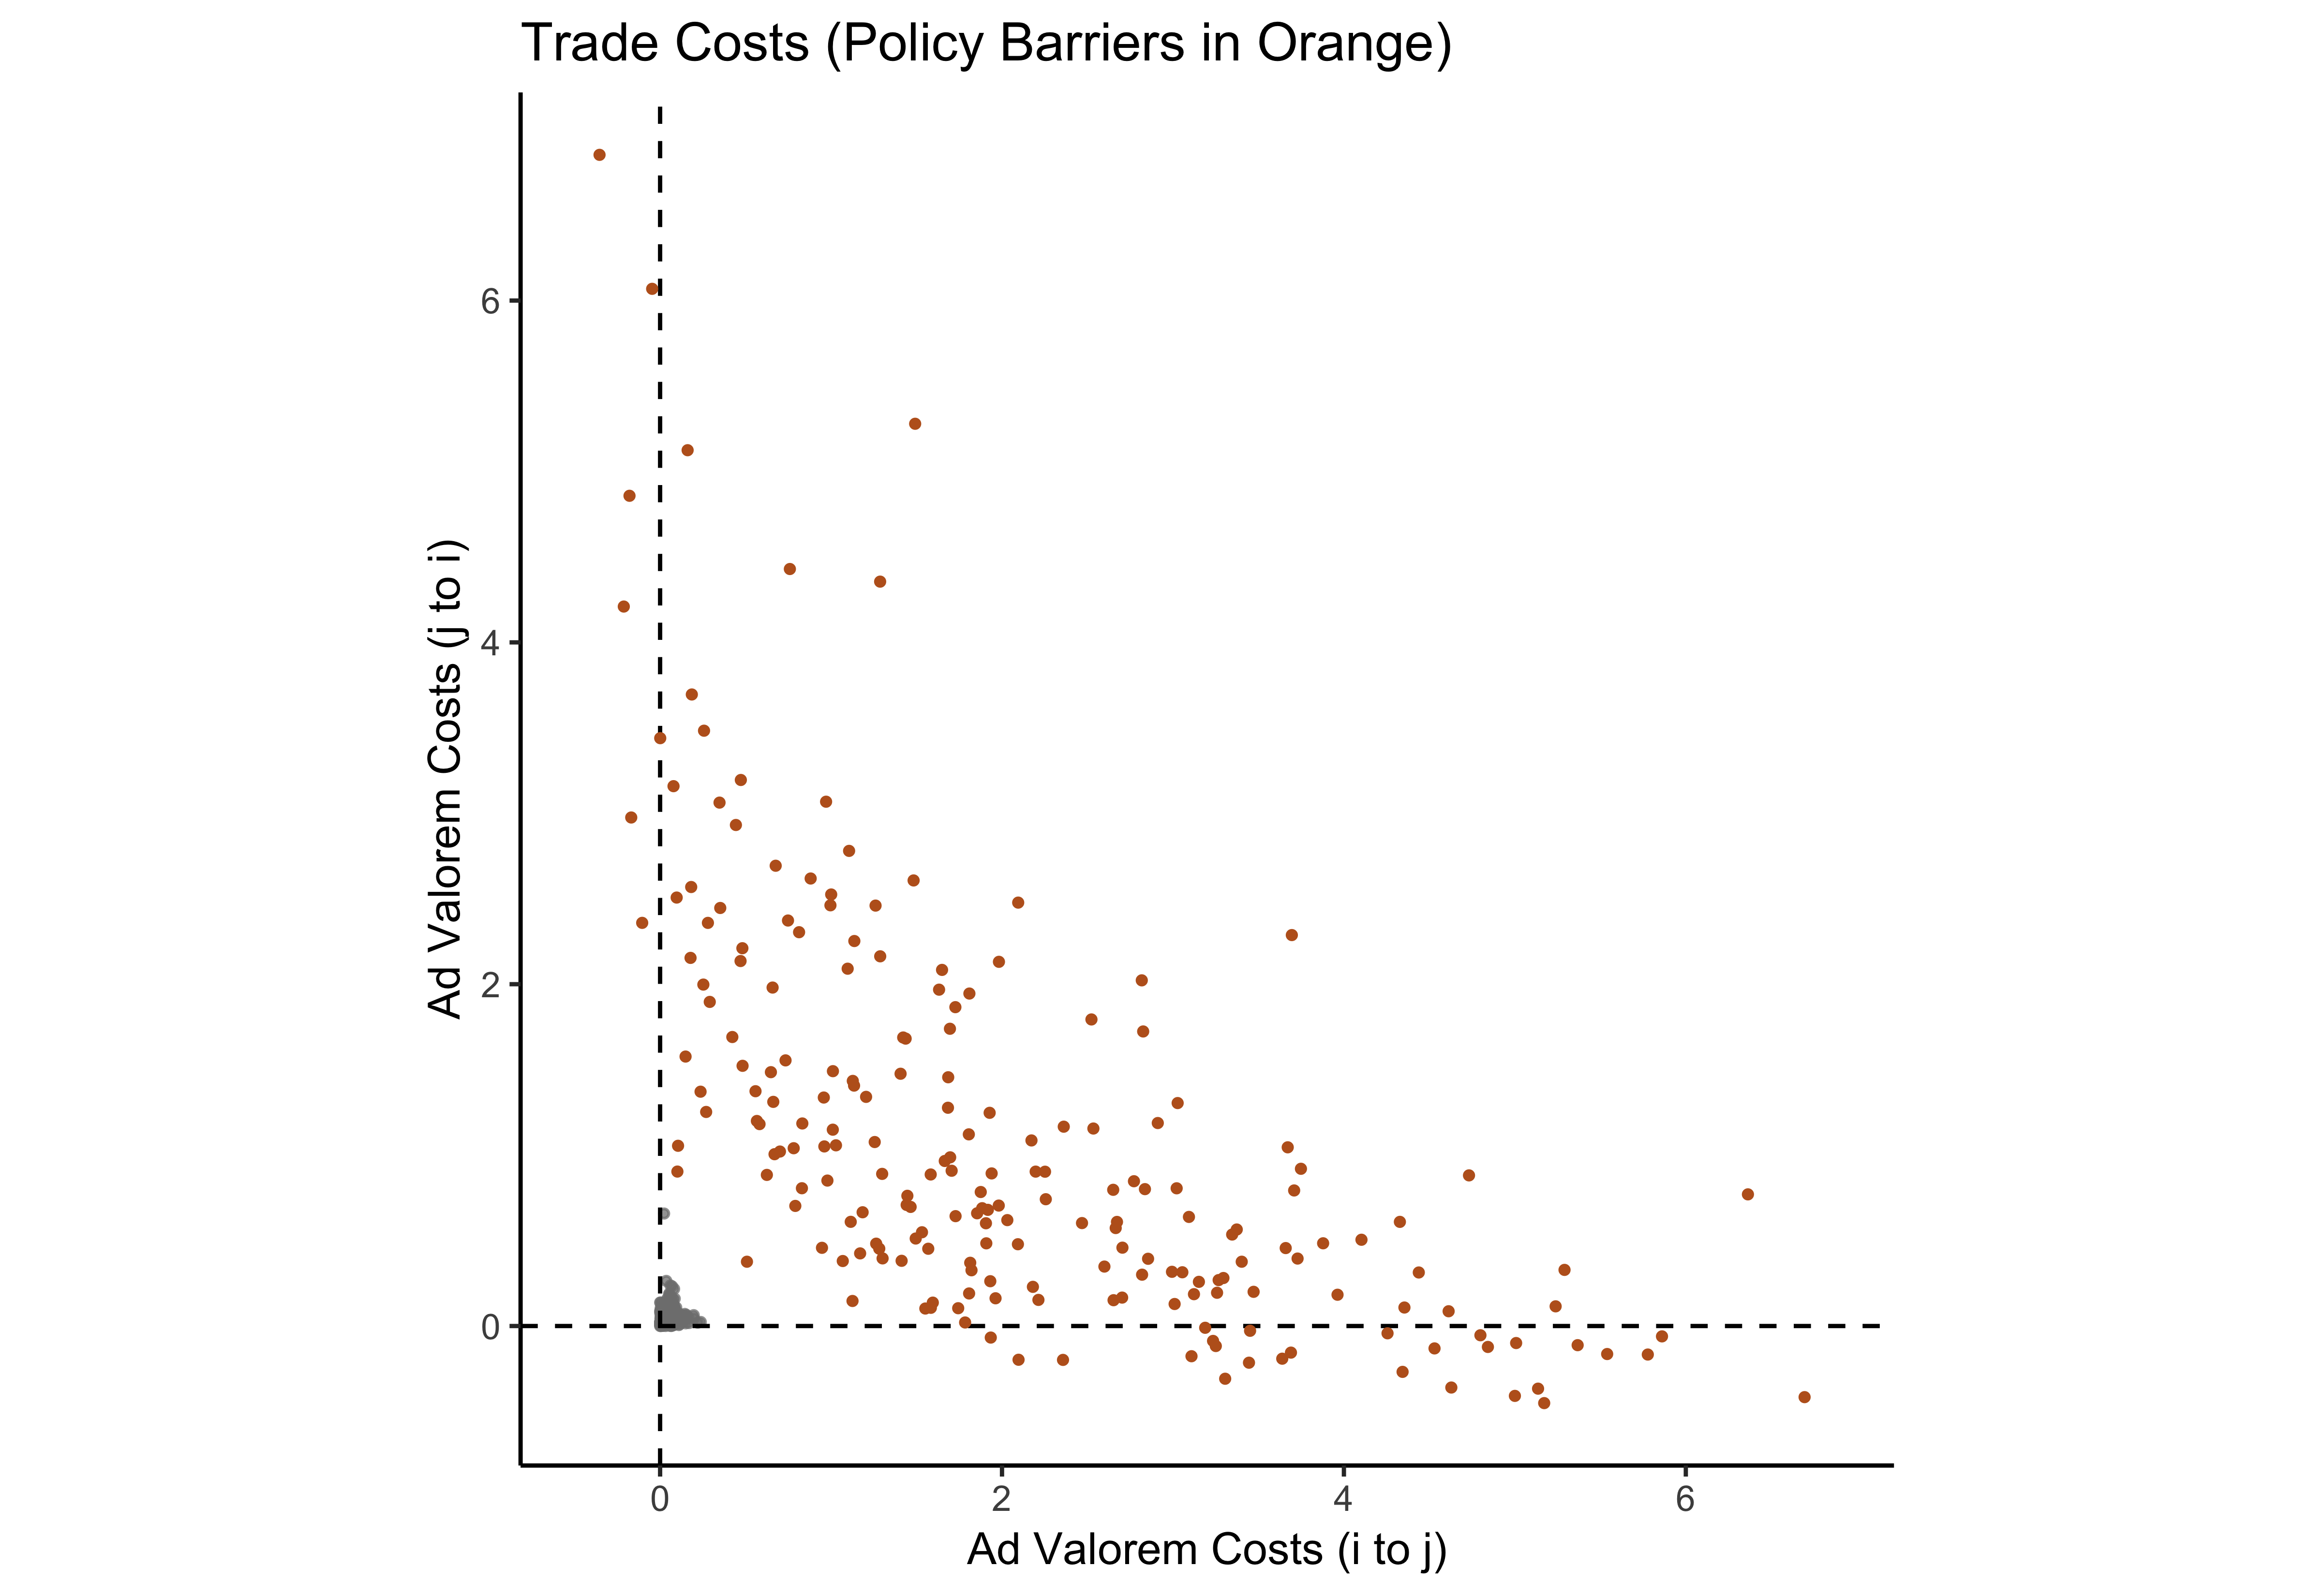 Trade Costs (Policy Barriers in Orange)
Ad Valorem Costs (j to i)
6
4
2
0
0 2 4 6
Ad Valorem Costs (i to j)